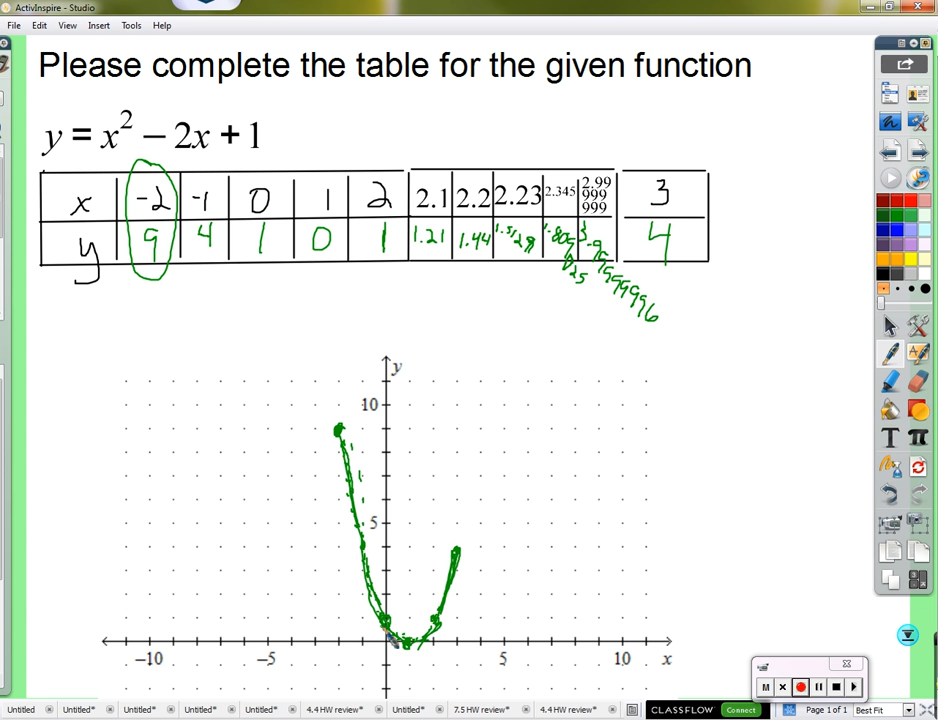 ActivInspire - Studio
File Edit View Insert Tools Help
Please complete the table for the given function
y = x² − 2x + 1
x -2 -1 0 1 2 2.1 2.2 2.23 2.345 2.99 3
999
999
y 9 4 1 0 1 1.21 1.44 4
y
10
5
−10 −5 5 10 x
M
Untitled Untitled* Untitled* Untitled* Untitled* 4.4 HW review* Untitled* 7.5 HW review* 4.4 HW review* Untitled* CLASSFLOW Connect Page 1 of 1 Best Fit